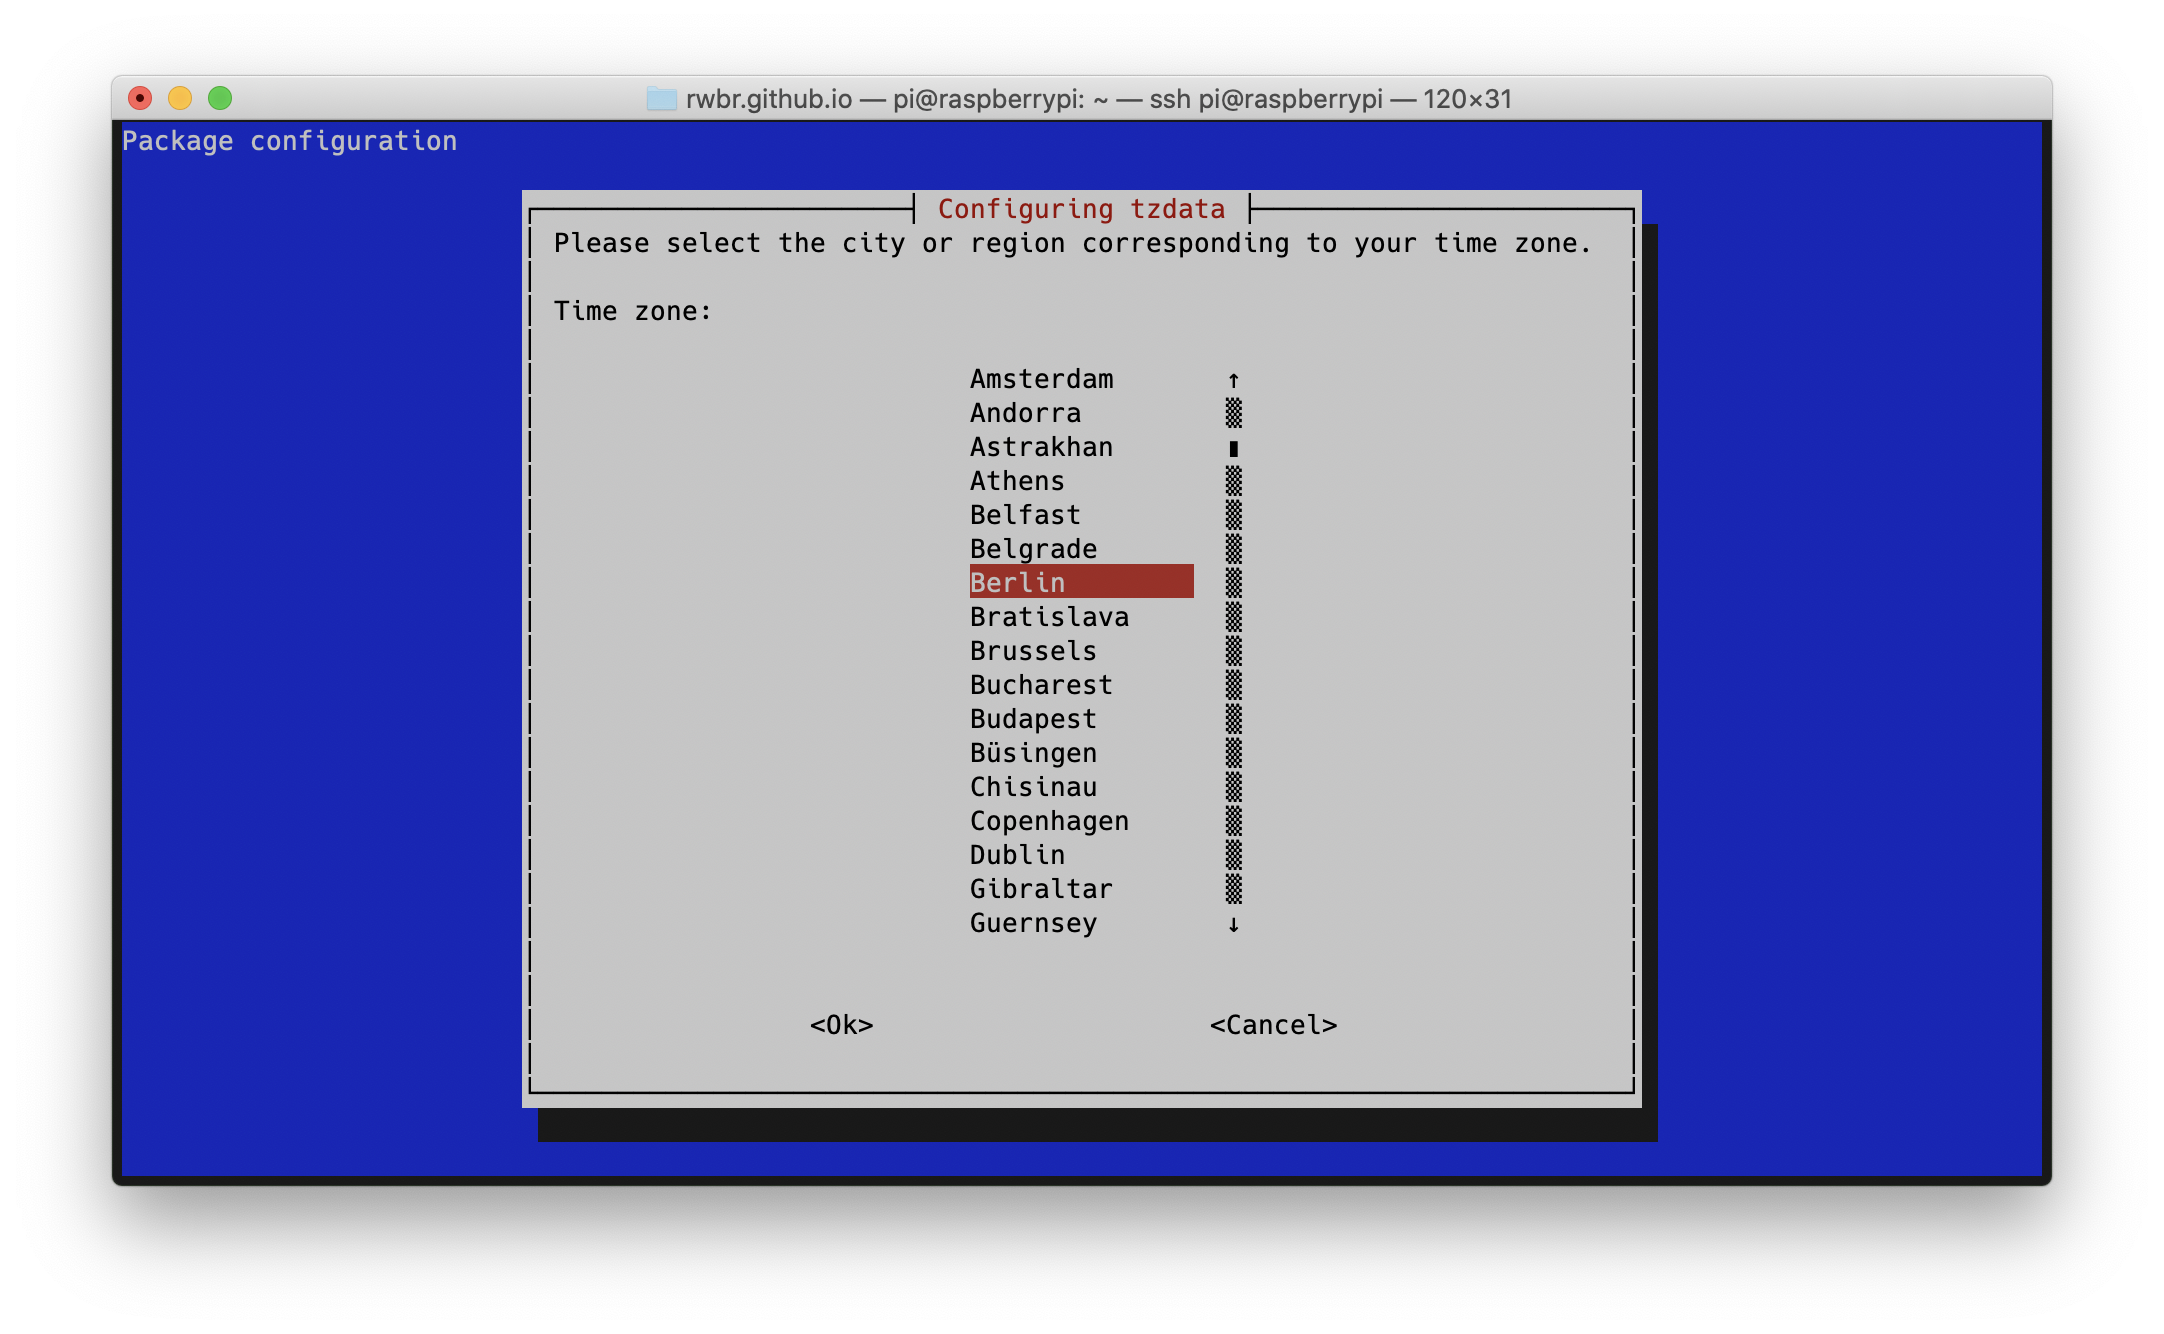 rwbr.github.io — pi@raspberrypi: ~ — ssh pi@raspberrypi — 120×31
Package configuration
Configuring tzdata
Please select the city or region corresponding to your time zone.
Time zone:
Amsterdam
Andorra
Astrakhan
Athens
Belfast
Belgrade
Berlin
Bratislava
Brussels
Bucharest
Budapest
Büsingen
Chisinau
Copenhagen
Dublin
Gibraltar
Guernsey
<Ok> <Cancel>